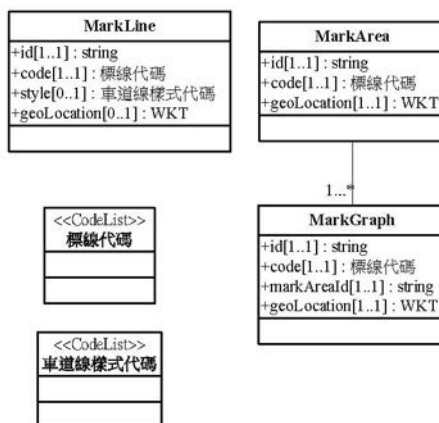 MarkLine
+id[1..1] : string
+code[1..1] : 標線代碼
+style[0..1] : 車道線樣式代碼
+geoLocation[0..1] : WKT
MarkArea
+id[1..1] : string
+code[1..1] : 標線代碼
+geoLocation[1..1] : WKT
1...*
MarkGraph
+id[1..1] : string
+code[1..1] : 標線代碼
+markAreaId[1..1] : string
+geoLocation[1..1] : WKT
<<CodeList>>
標線代碼
<<CodeList>>
車道線樣式代碼